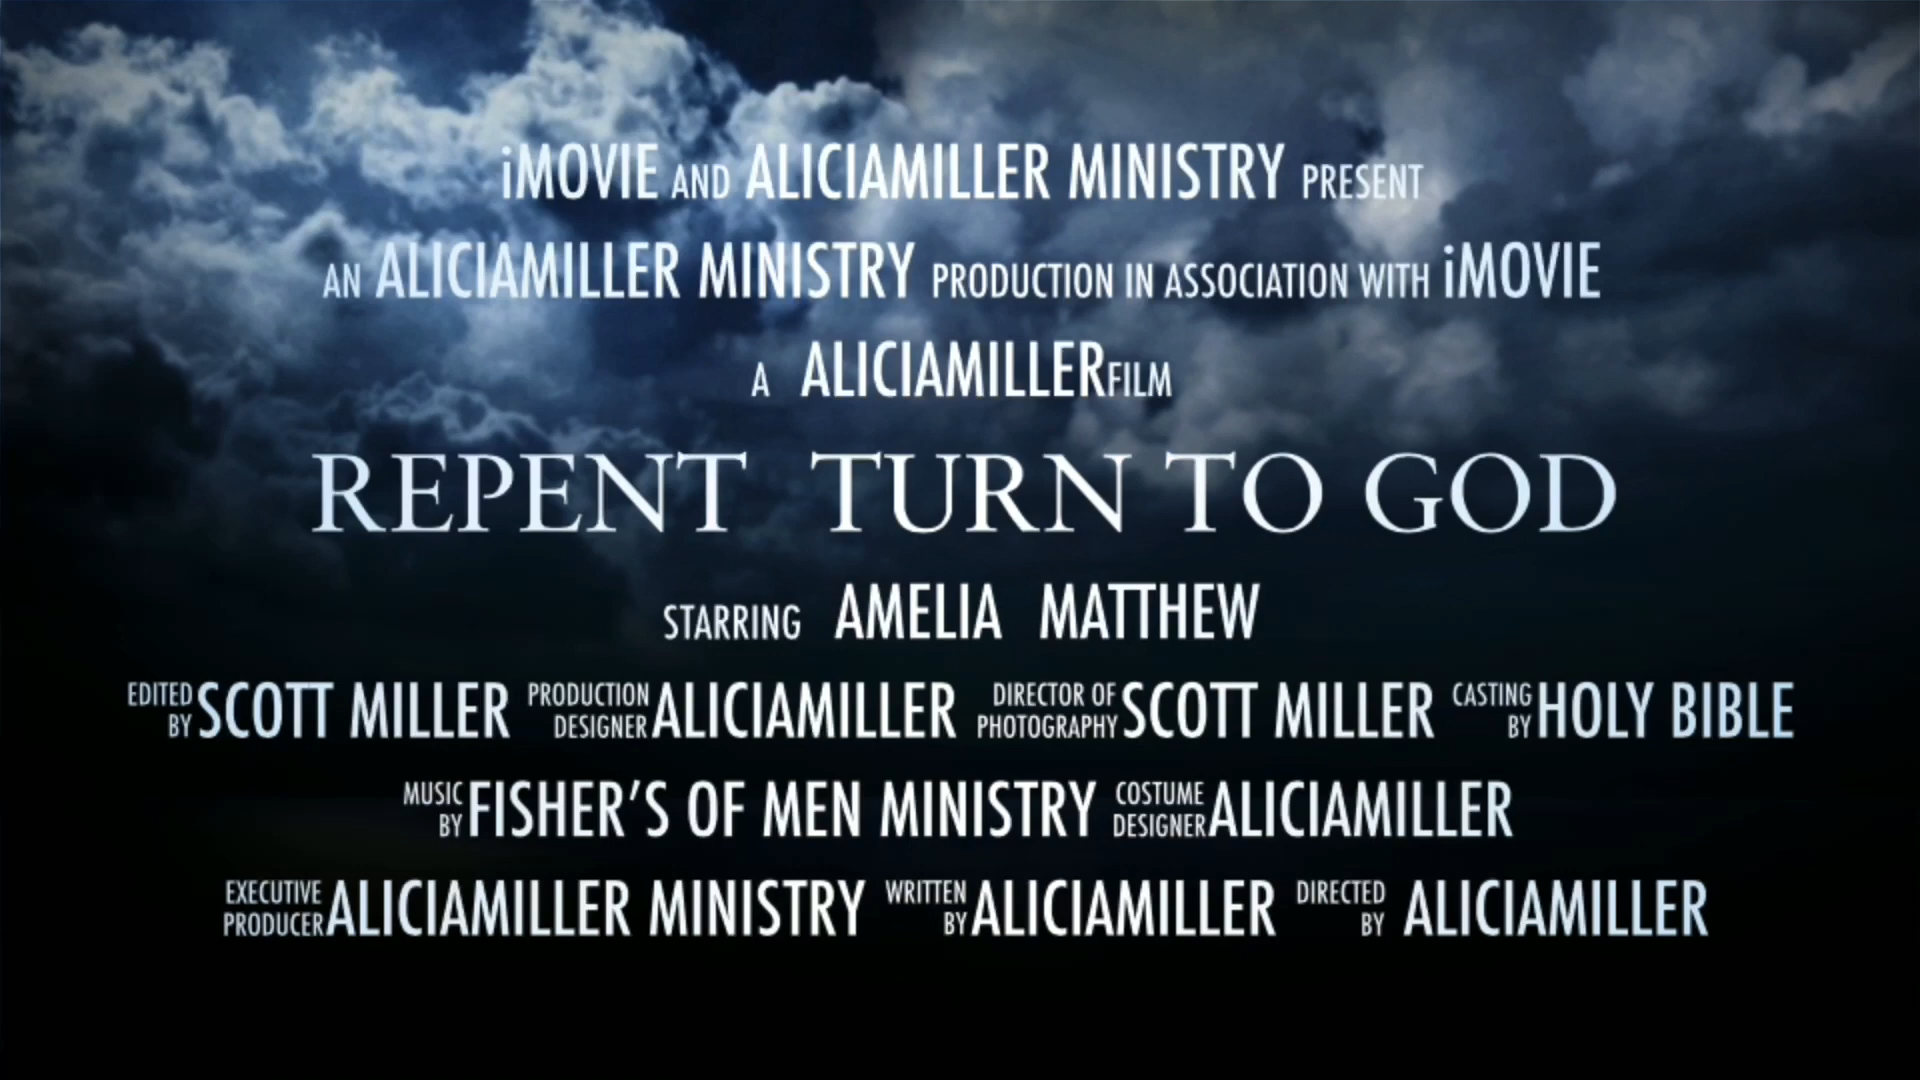 iMOVIE AND ALICIAMILLER MINISTRY PRESENT
AN ALICIAMILLER MINISTRY PRODUCTION IN ASSOCIATION WITH iMOVIE
A ALICIAMILLERFILM
REPENT TURN TO GOD
STARRING AMELIA MATTHEW
EDITED BY SCOTT MILLER PRODUCTION DESIGNER ALICIAMILLER DIRECTOR OF PHOTOGRAPHY SCOTT MILLER CASTING BY HOLY BIBLE
MUSIC BY FISHER'S OF MEN MINISTRY COSTUME DESIGNER ALICIAMILLER
EXECUTIVE PRODUCER ALICIAMILLER MINISTRY WRITTEN BY ALICIAMILLER DIRECTED BY ALICIAMILLER